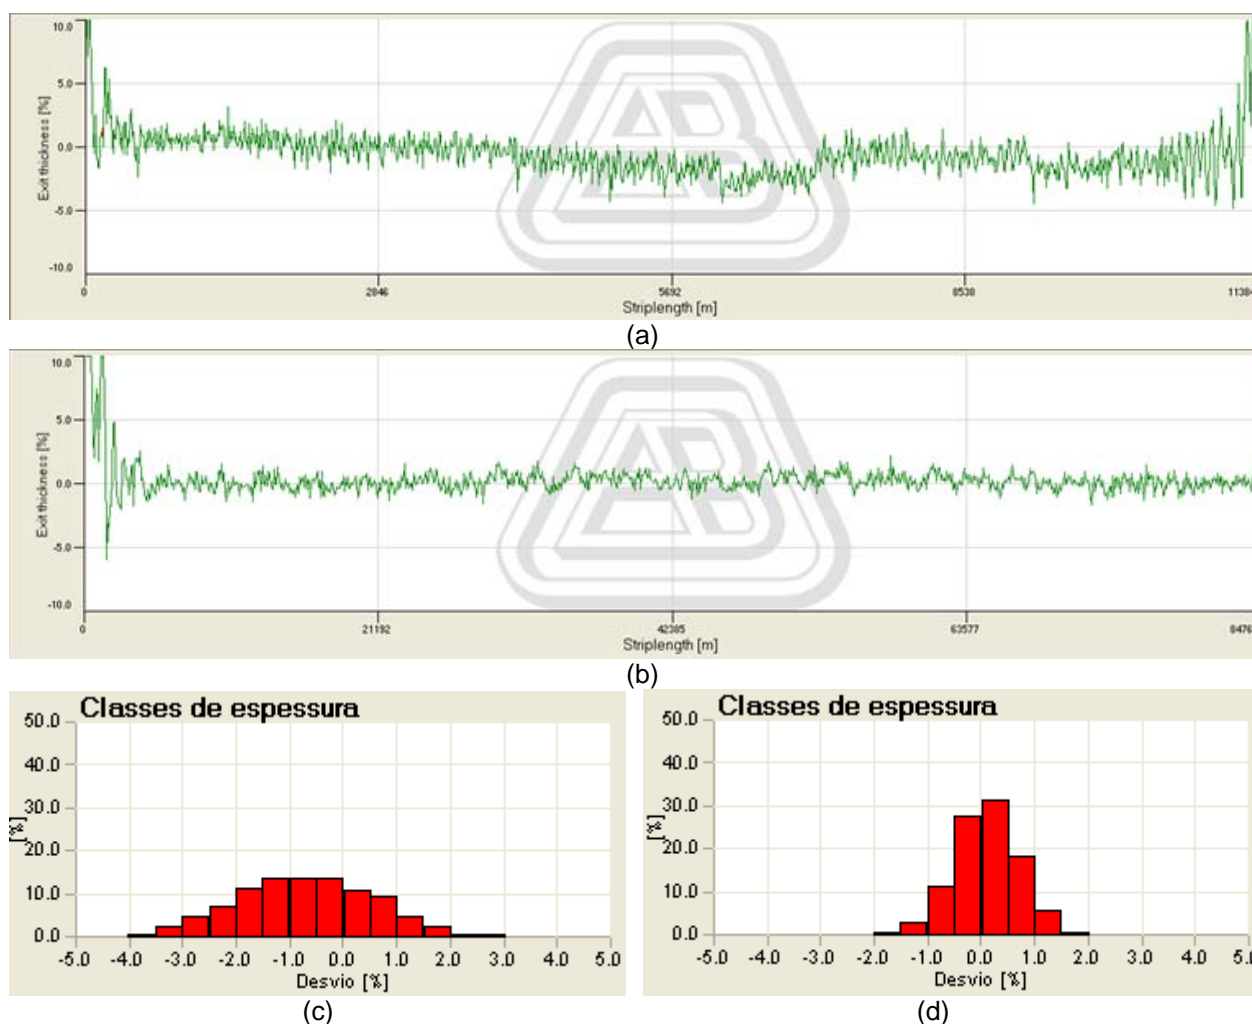 10.0
5.0
0.0
-5.0
-10.0
Exit thickness [%]
0 2846 5692 8538 1138
Striplength [m]
ABB
(a)
10.0
5.0
0.0
-5.0
-10.0
Exit thickness [%]
0 21192 42385 63577 8476
Striplength [m]
ABB
(b)
Classes de espessura
50.0
40.0
30.0
20.0
10.0
0.0
[%]
-5.0 -4.0 -3.0 -2.0 -1.0 0.0 1.0 2.0 3.0 4.0 5.0
Desvio [%]
(c)
Classes de espessura
50.0
40.0
30.0
20.0
10.0
0.0
[%]
-5.0 -4.0 -3.0 -2.0 -1.0 0.0 1.0 2.0 3.0 4.0 5.
Desvio [%]
(d)